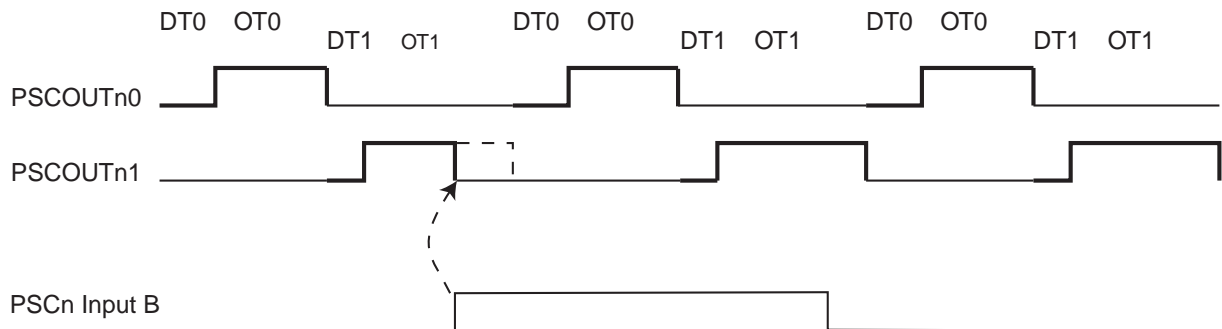 DT0 OT0 DT1 OT1 DT0 OT0 DT1 OT1 DT0 OT0 DT1 OT1
PSCOUTn0
PSCOUTn1
PSCn Input B